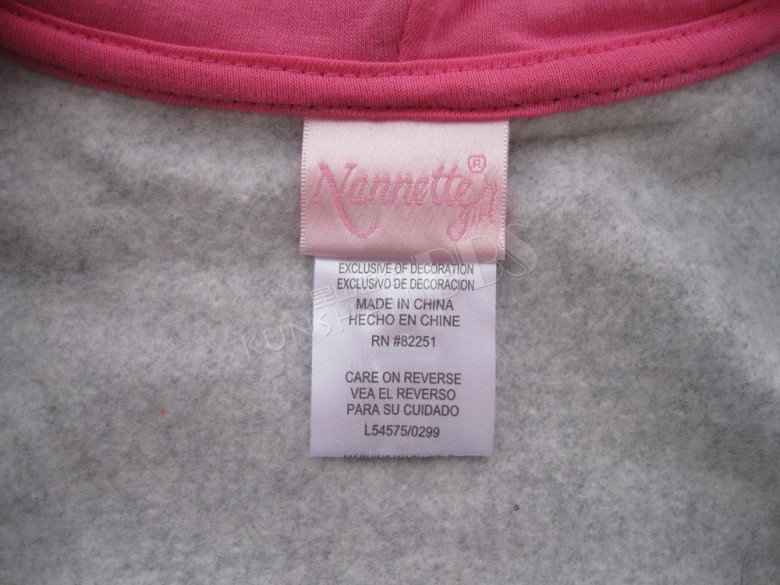 Nannette®
girl
EXCLUSIVE OF DECORATION
EXCLUSIVO DE DECORACION
MADE IN CHINA
HECHO EN CHINE
RN #82251
CARE ON REVERSE
VEA EL REVERSO
PARA SU CUIDADO
L54575/0299